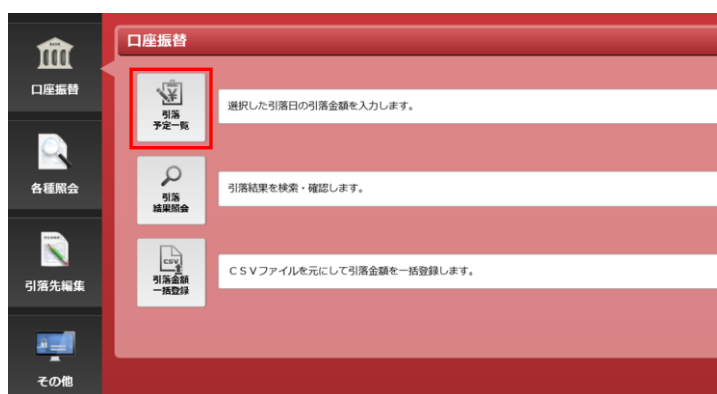 口座振替
口座振替
引落
予定一覧
選択した引落日の引落金額を入力します。
各種照会
引落
結果照会
引落結果を検索・確認します。
引落先編集
CSV
引落金額
一括登録
ＣＳＶファイルを元にして引落金額を一括登録します。
その他